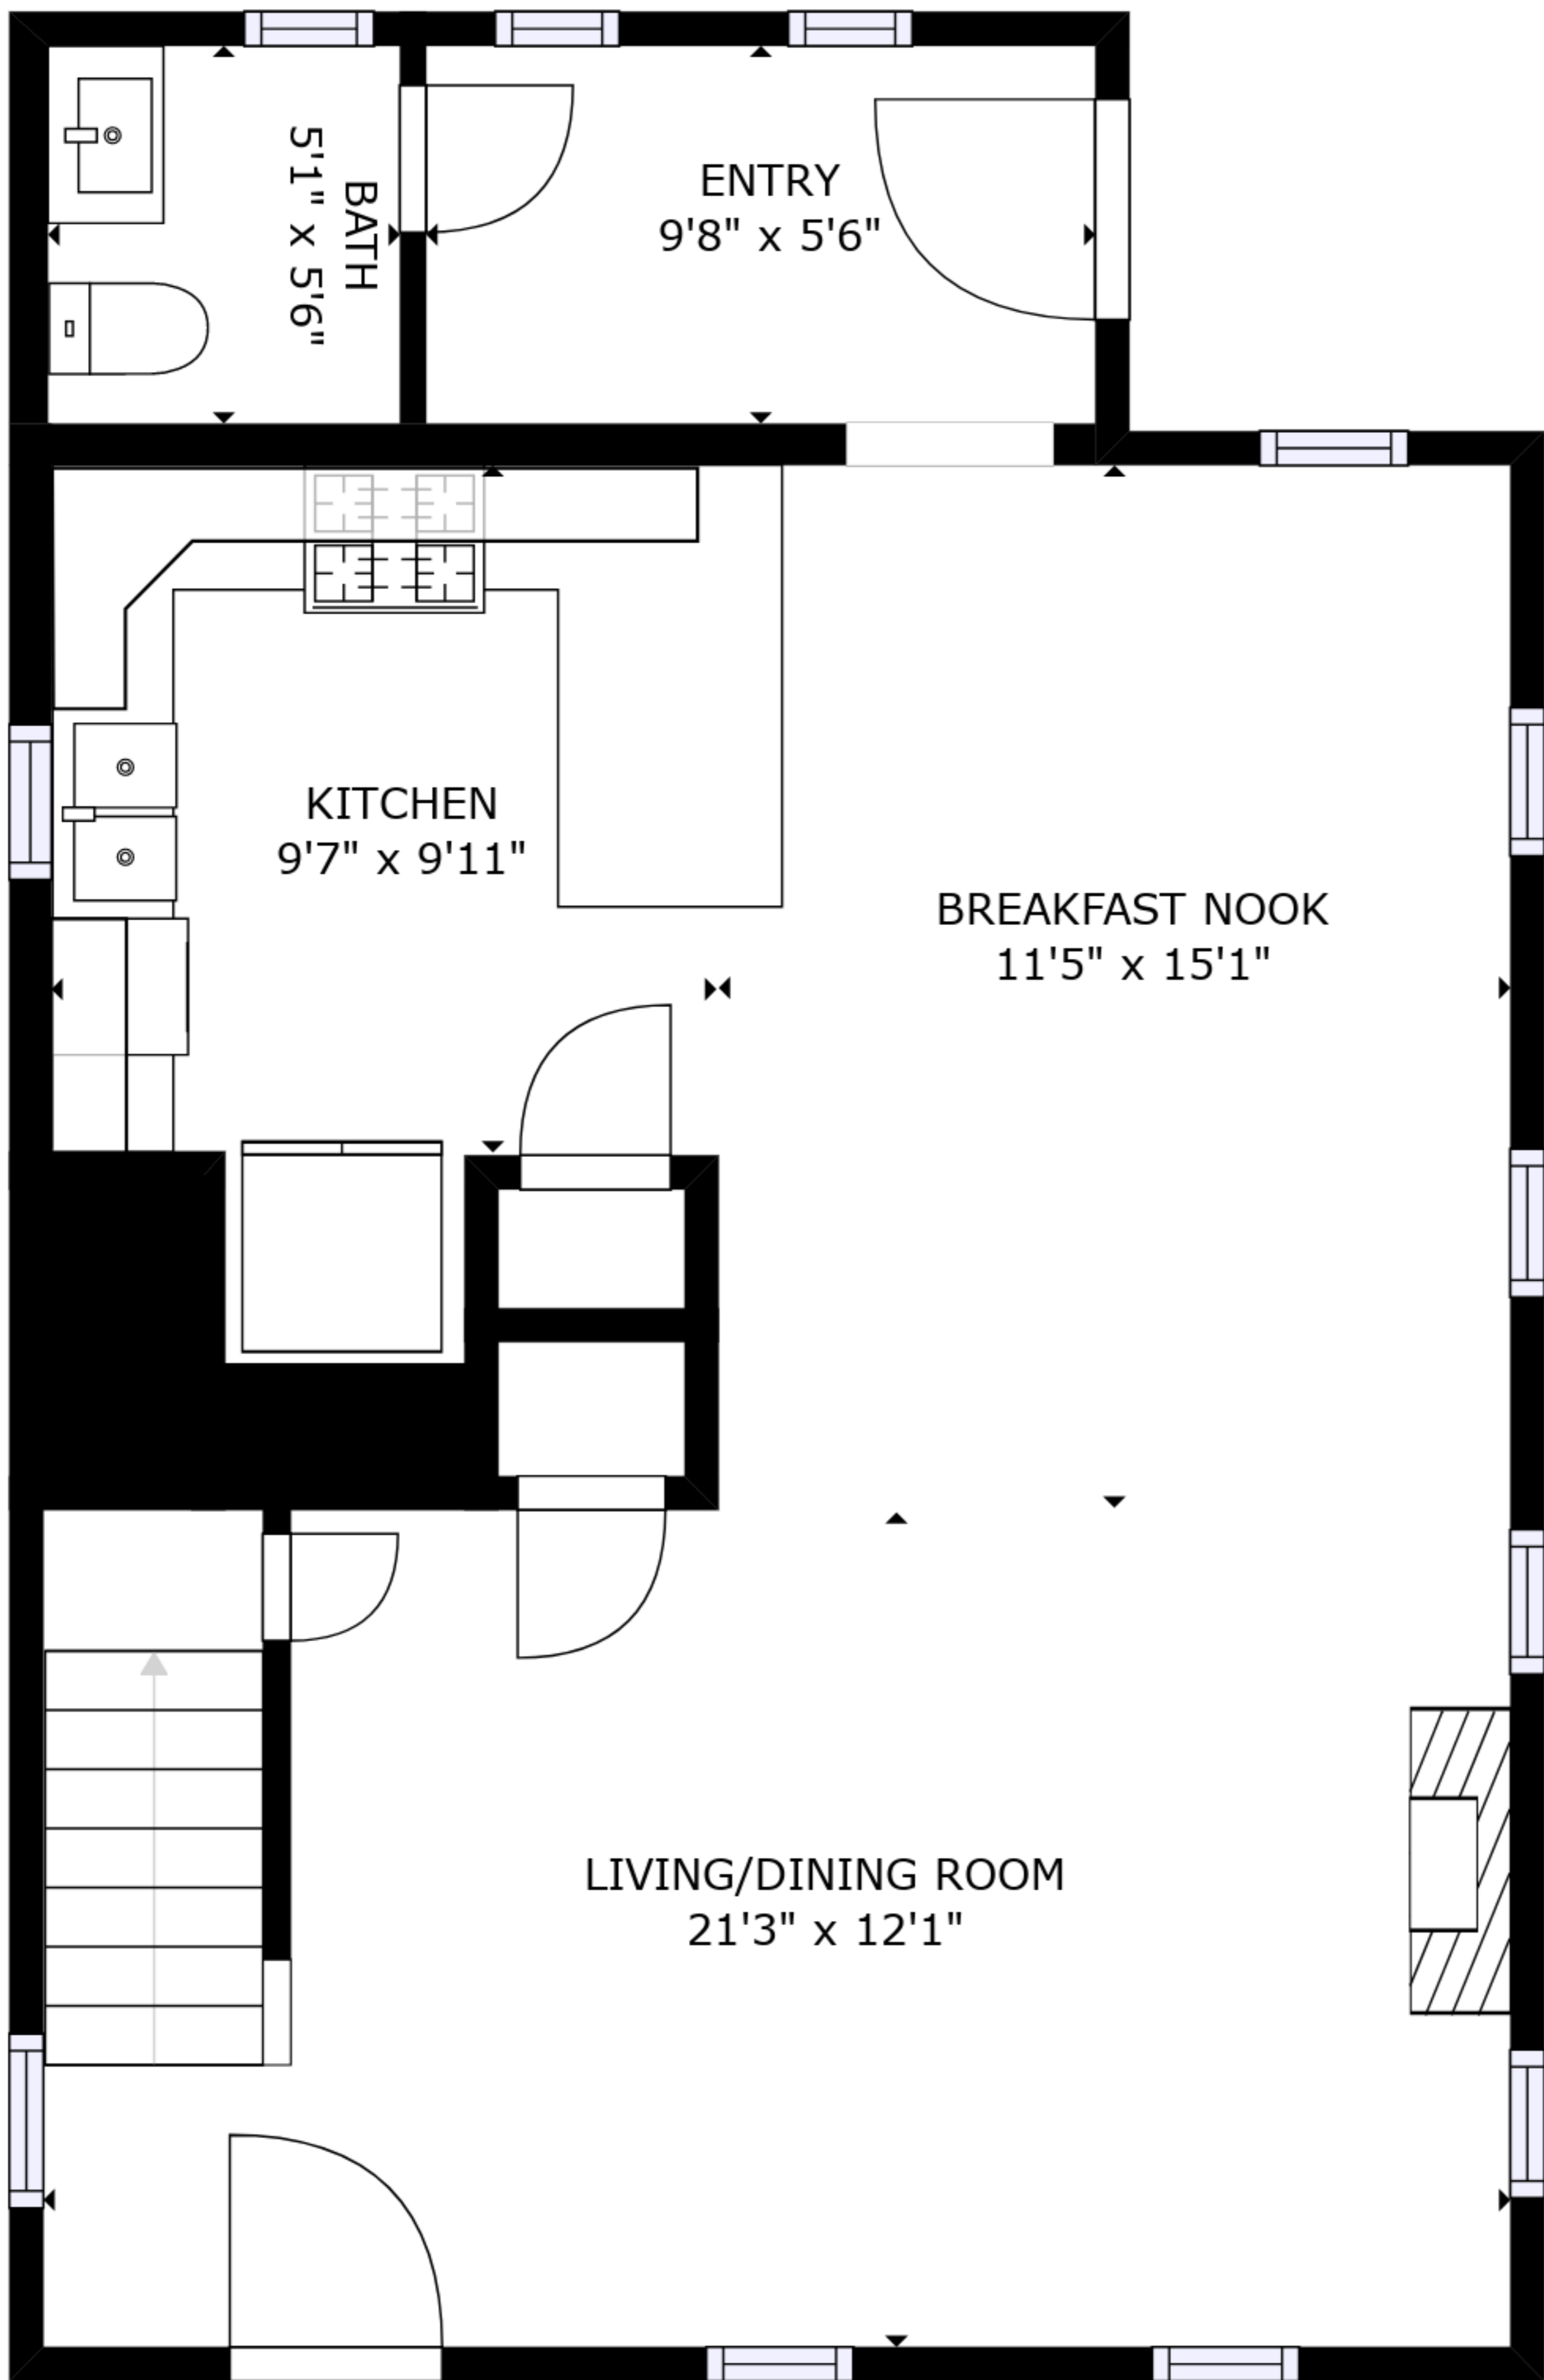 BATH
5'1" x 5'6"
ENTRY
9'8" x 5'6"
KITCHEN
9'7" x 9'11"
BREAKFAST NOOK
11'5" x 15'1"
LIVING/DINING ROOM
21'3" x 12'1"